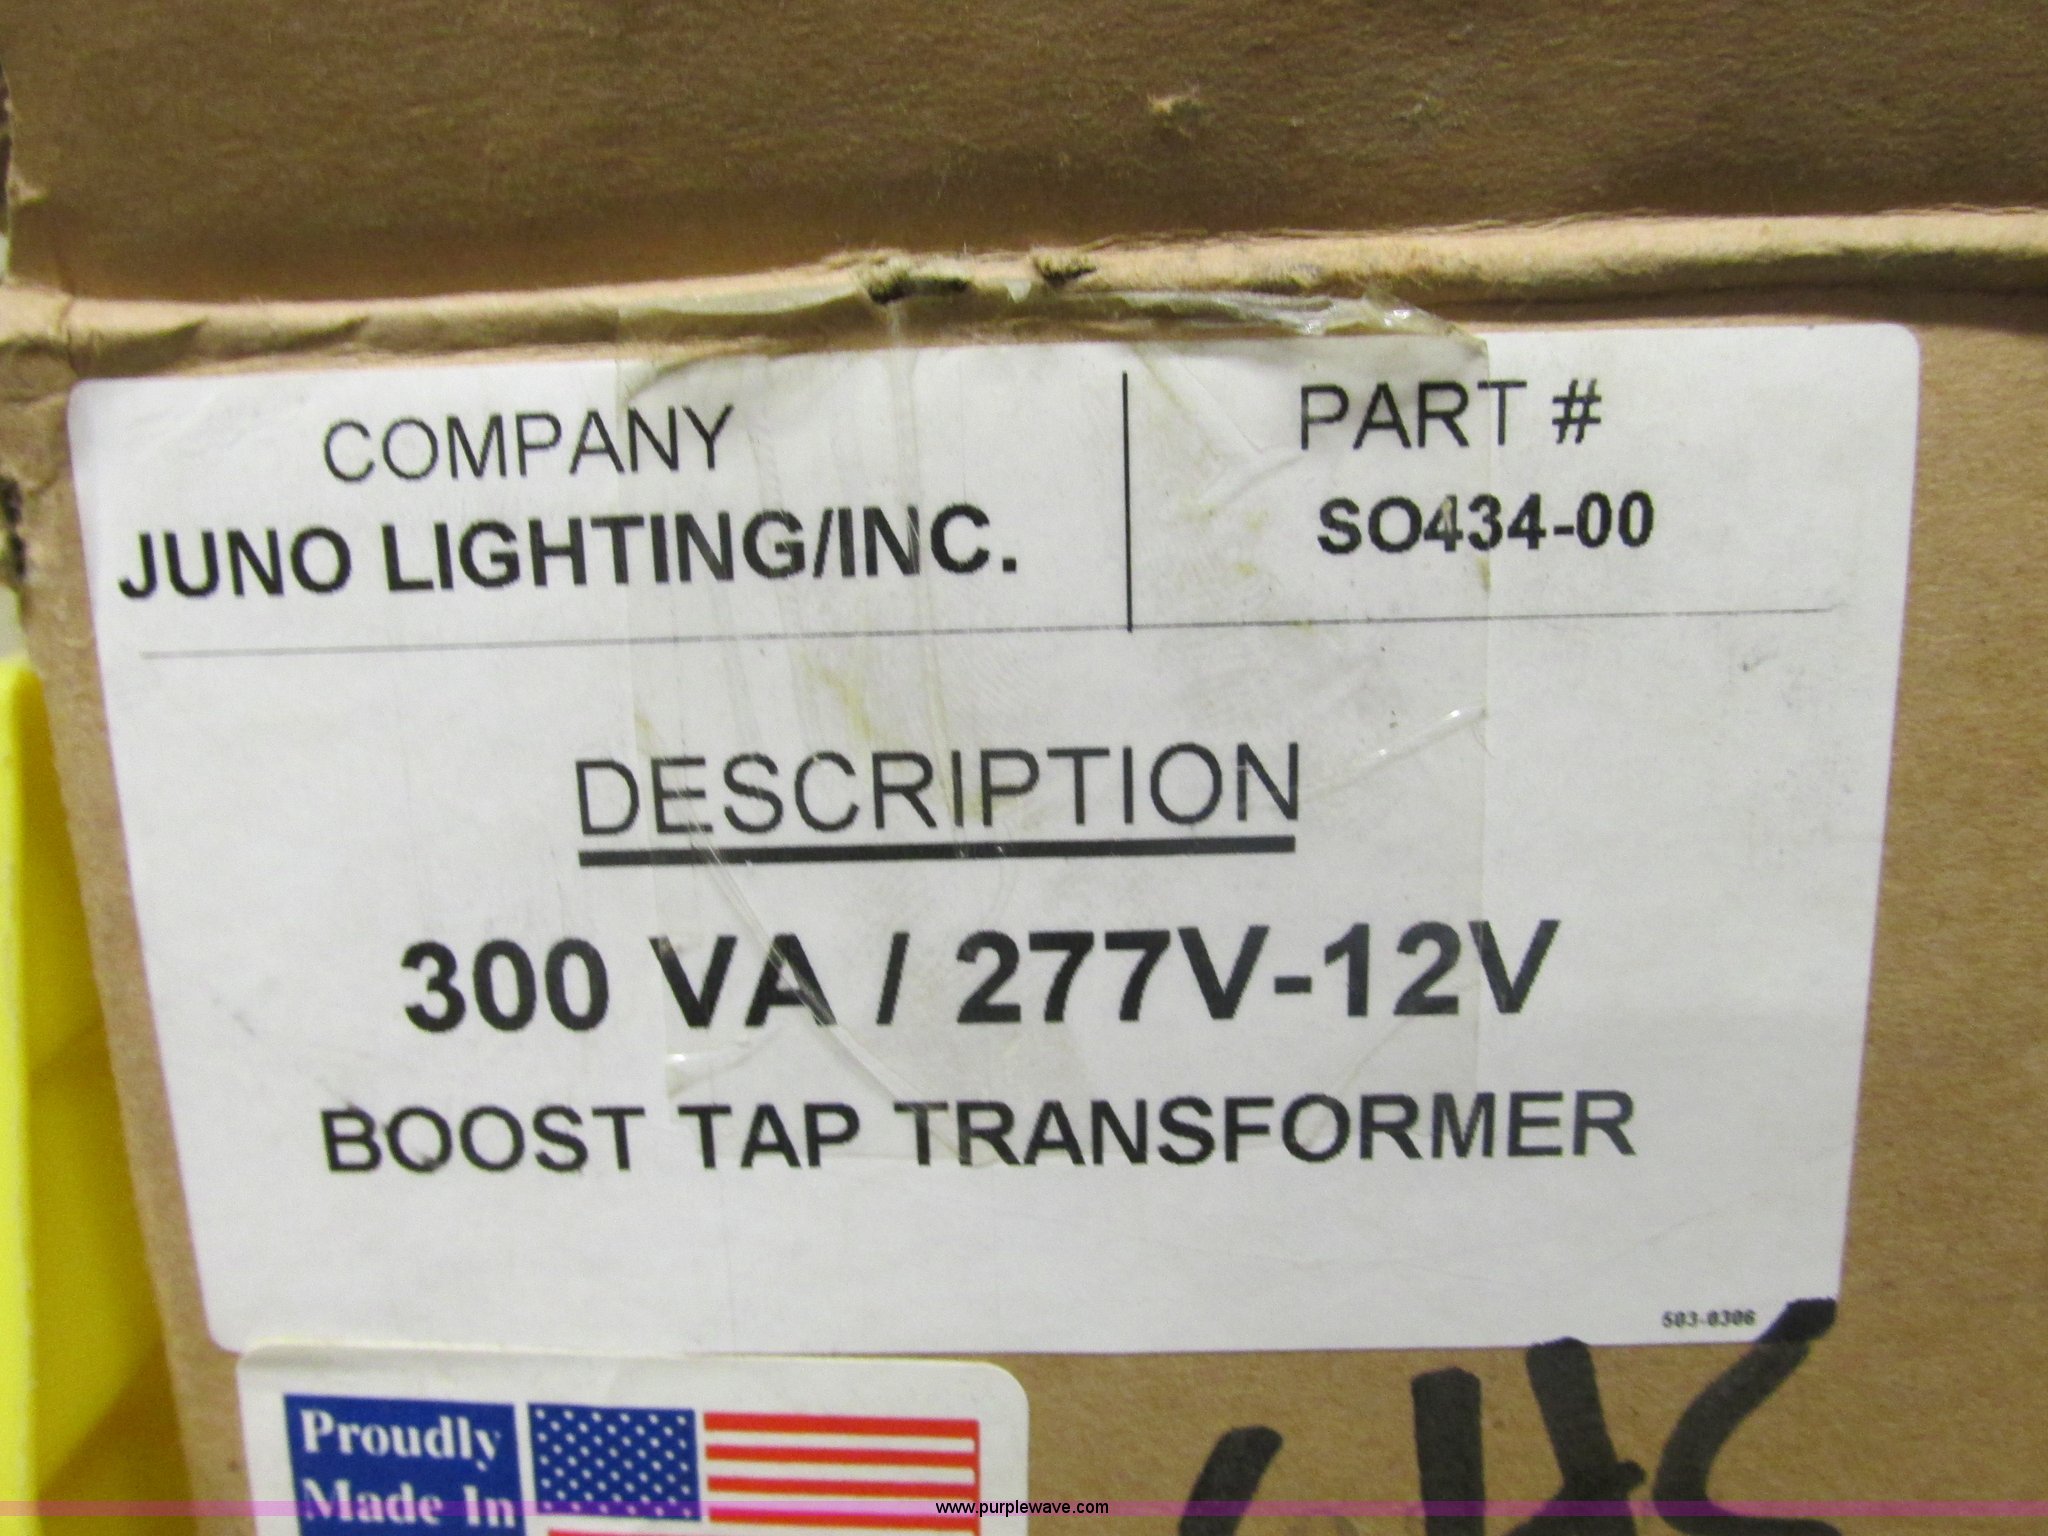 COMPANY
PART #
JUNO LIGHTING/INC.
SO434-00
DESCRIPTION
300 VA / 277V-12V
BOOST TAP TRANSFORMER
503-0306
Proudly
Made In
www.purplewave.com